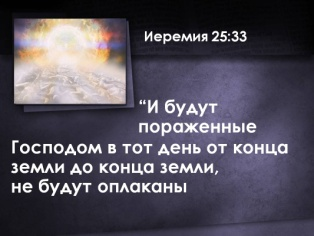 Иеремия 25:33
“И будут
пораженные
Господом в тот день от конца
земли до конца земли,
не будут оплаканы